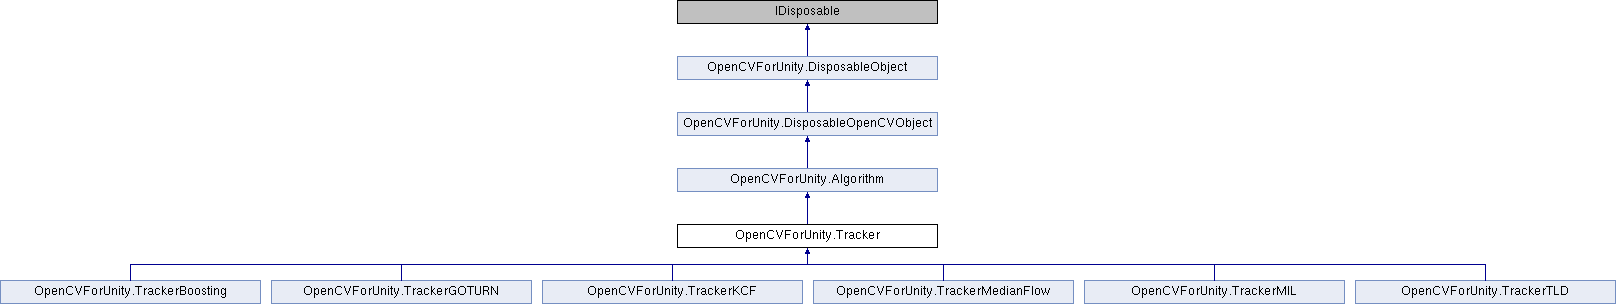 IDisposable
OpenCVForUnity.DisposableObject
OpenCVForUnity.DisposableOpenCVObject
OpenCVForUnity.Algorithm
OpenCVForUnity.Tracker
OpenCVForUnity.TrackerBoosting
OpenCVForUnity.TrackerGOTURN
OpenCVForUnity.TrackerKCF
OpenCVForUnity.TrackerMedianFlow
OpenCVForUnity.TrackerMIL
OpenCVForUnity.TrackerTLD